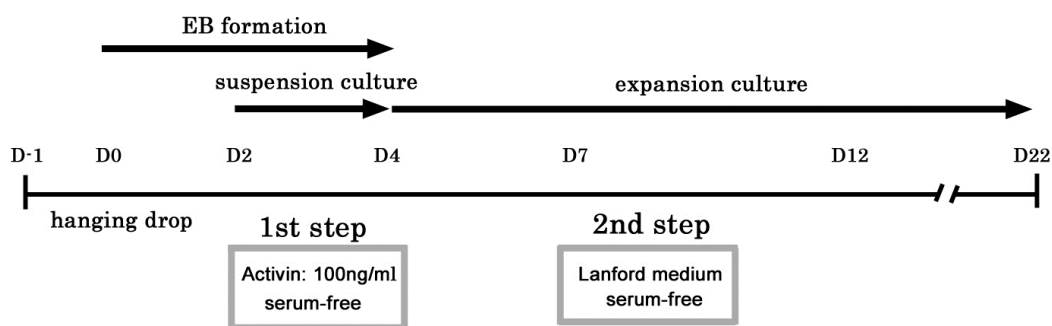 EB formation
suspension culture
expansion culture
D-1 D0 D2 D4 D7 D12 D22
hanging drop
1st step
2nd step
Activin: 100ng/ml
serum-free
Lanford medium
serum-free